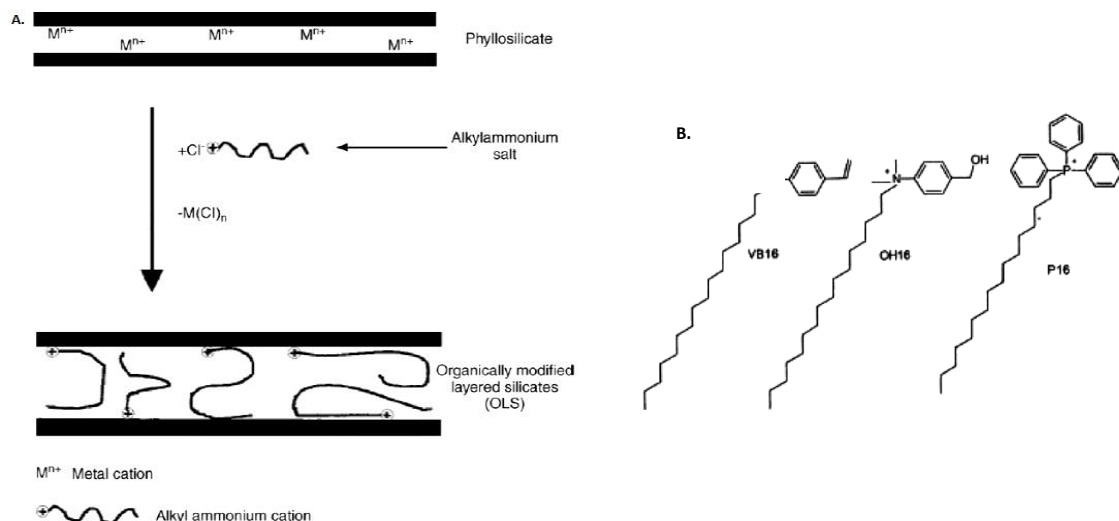 A.
Mn+ Mn+ Mn+ Mn+ Mn+
Phyllosilicate
+Cl-
Alkylammonium
salt
-M(Cl)n
Organically modified
layered silicates
(OLS)
Mn+ Metal cation
Alkyl ammonium cation
B.
VB16
N+
OH
OH16
P+
P16